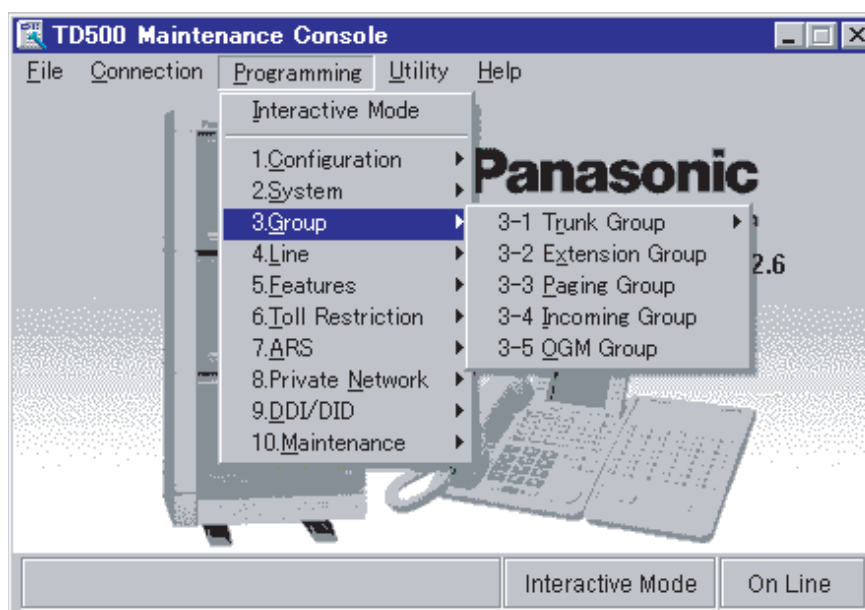 TD500 Maintenance Console
File Connection Programming Utility Help
Interactive Mode
1.Configuration
2.System
3.Group
4.Line
5.Features
6.Toll Restriction
7.ARS
8.Private Network
9.DDI/DID
10.Maintenance
Panasonic
3-1 Trunk Group
3-2 Extension Group
3-3 Paging Group
3-4 Incoming Group
3-5 OGM Group
2.6
Interactive Mode On Line